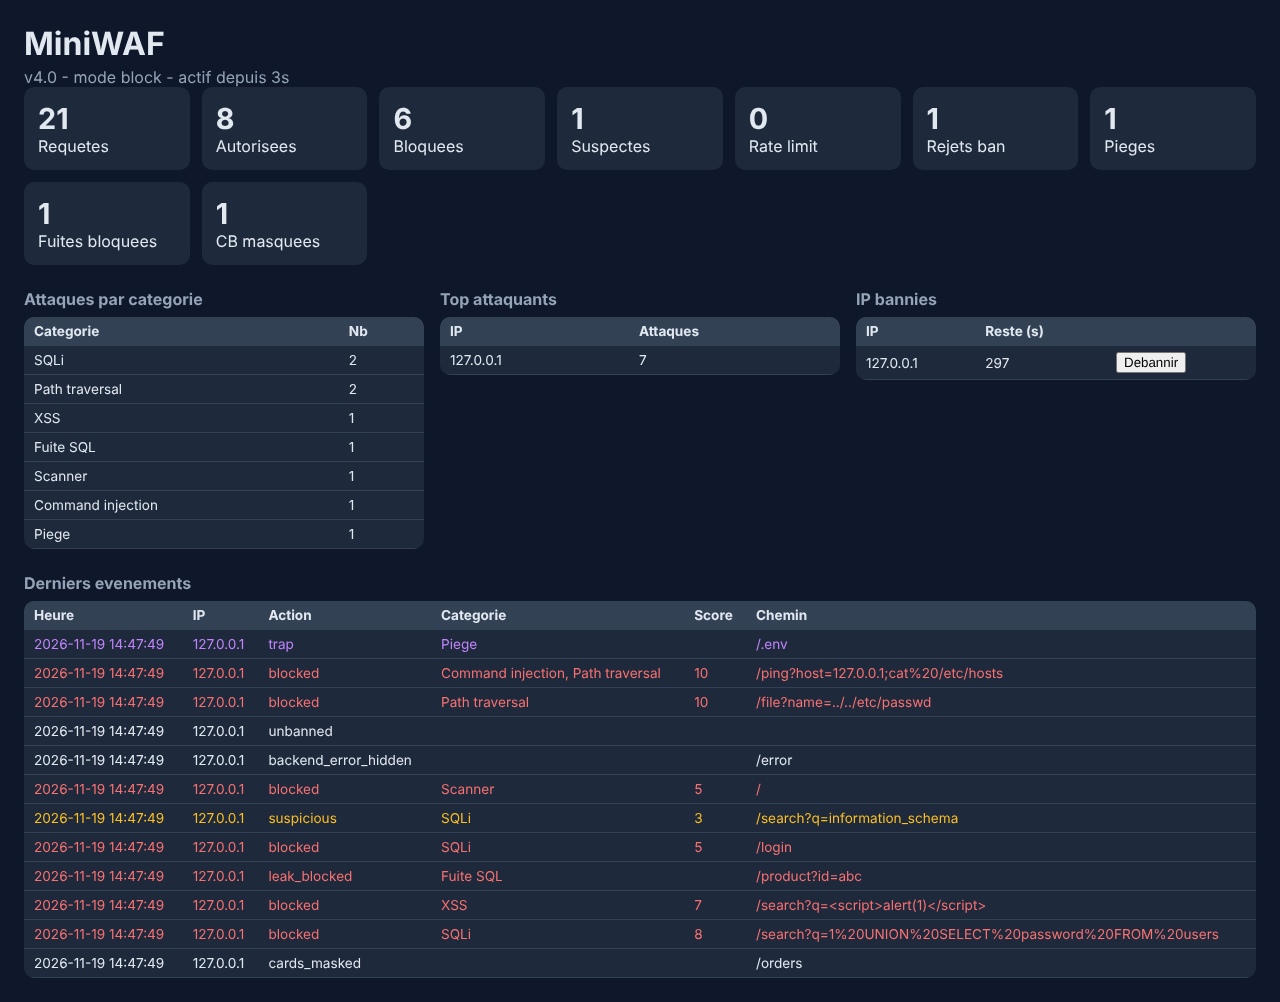 MiniWAF
v4.0 - mode block - actif depuis 3s
21 8 6 1 0 1 1
Requetes Autorisees Bloquees Suspectes Rate limit Rejets ban Pieges
1 1
Fuites bloquees CB masquees
Attaques par categorie
Categorie Nb
SQLi 2
Path traversal 2
XSS 1
Fuite SQL 1
Scanner 1
Command injection 1
Piege 1
Top attaquants
IP Attaques
127.0.0.1 7
IP bannies
IP Reste (s)
127.0.0.1 297 Debannir
Derniers evenements
Heure IP Action Categorie Score Chemin
2026-11-19 14:47:49 127.0.0.1 trap Piege /.env
2026-11-19 14:47:49 127.0.0.1 blocked Command injection, Path traversal 10 /ping?host=127.0.0.1;cat%20/etc/hosts
2026-11-19 14:47:49 127.0.0.1 blocked Path traversal 10 /file?name=../../etc/passwd
2026-11-19 14:47:49 127.0.0.1 unbanned
2026-11-19 14:47:49 127.0.0.1 backend_error_hidden /error
2026-11-19 14:47:49 127.0.0.1 blocked Scanner 5 /
2026-11-19 14:47:49 127.0.0.1 suspicious SQLi 3 /search?q=information_schema
2026-11-19 14:47:49 127.0.0.1 blocked SQLi 5 /login
2026-11-19 14:47:49 127.0.0.1 leak_blocked Fuite SQL /product?id=abc
2026-11-19 14:47:49 127.0.0.1 blocked XSS 7 /search?q=<script>alert(1)</script>
2026-11-19 14:47:49 127.0.0.1 blocked SQLi 8 /search?q=1%20UNION%20SELECT%20password%20FROM%20users
2026-11-19 14:47:49 127.0.0.1 cards_masked /orders